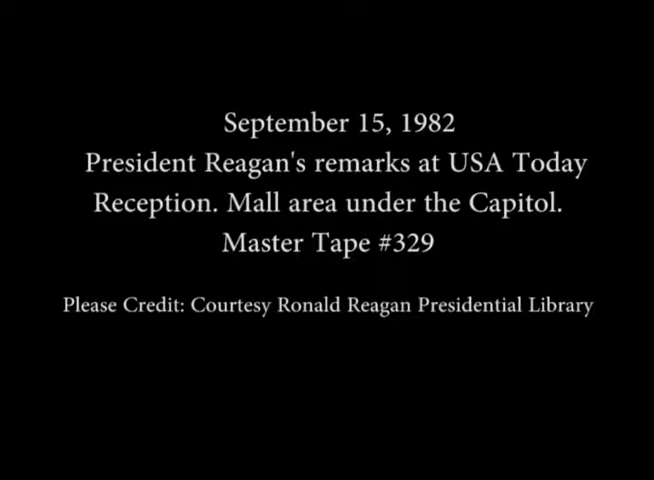 September 15, 1982
President Reagan's remarks at USA Today
Reception. Mall area under the Capitol.
Master Tape #329
Please Credit: Courtesy Ronald Reagan Presidential Library